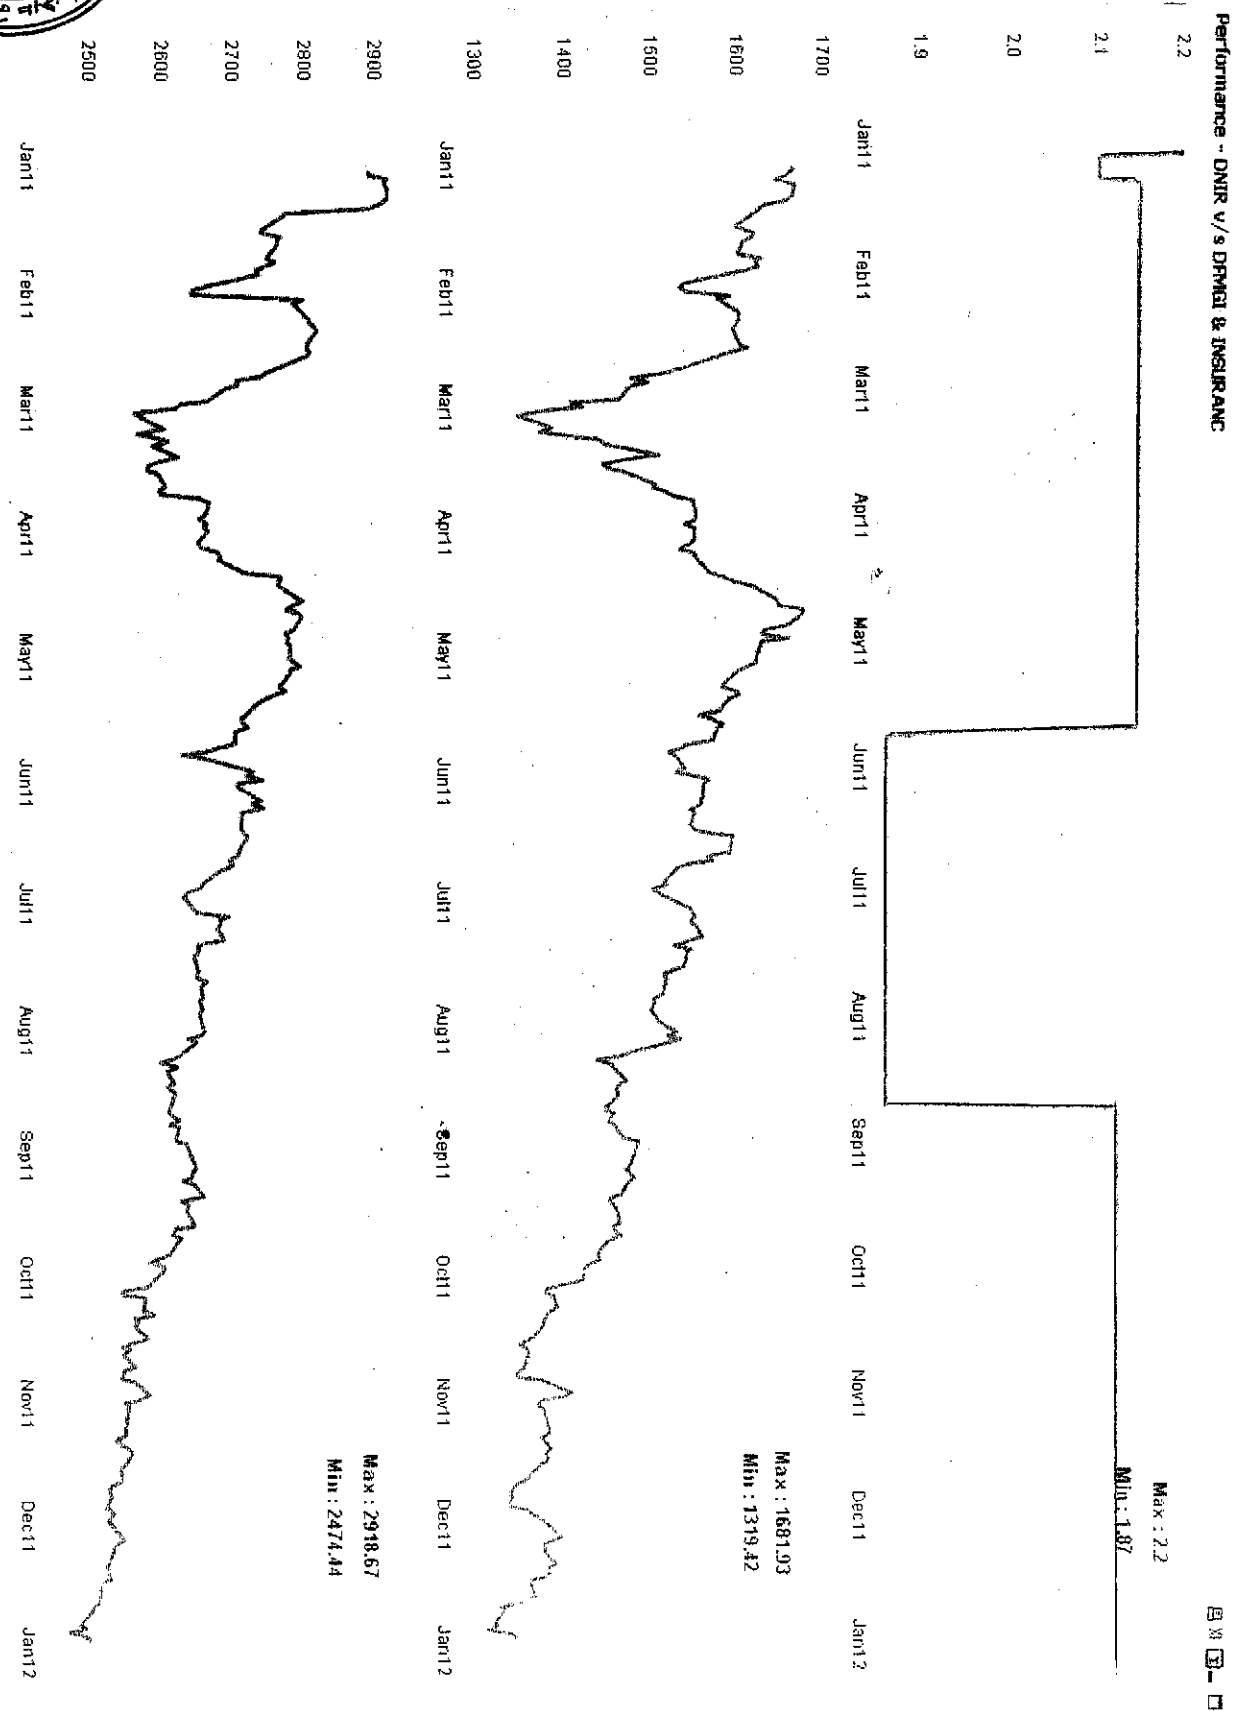 Performance - DNIR v/s DFMGI & INSURANC
2.2
2.1
2.0
1.9
Max : 2.2
Min : 1.87
Jan11 Feb11 Mar11 Apr11 May11 Jun11 Jul11 Aug11 Sep11 Oct11 Nov11 Dec11 Jan12
1700
1600
1500
1400
1300
Max : 1681.93
Min : 1319.42
Jan11 Feb11 Mar11 Apr11 May11 Jun11 Jul11 Aug11 Sep11 Oct11 Nov11 Dec11 Jan12
2900
2800
2700
2600
2500
Max : 2918.67
Min : 2474.44
Jan11 Feb11 Mar11 Apr11 May11 Jun11 Jul11 Aug11 Sep11 Oct11 Nov11 Dec11 Jan12